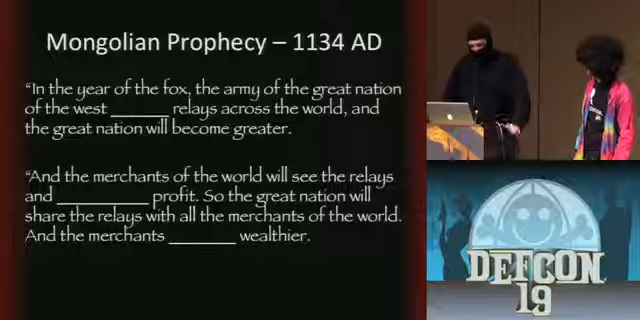 Mongolian Prophecy – 1134 AD
“In the year of the fox, the army of the great nation
of the west ________ relays across the world, and
the great nation will become greater.
“And the merchants of the world will see the relays
and ____________ profit. So the great nation will
share the relays with all the merchants of the world.
And the merchants _________ wealthier.
DEFCON
19